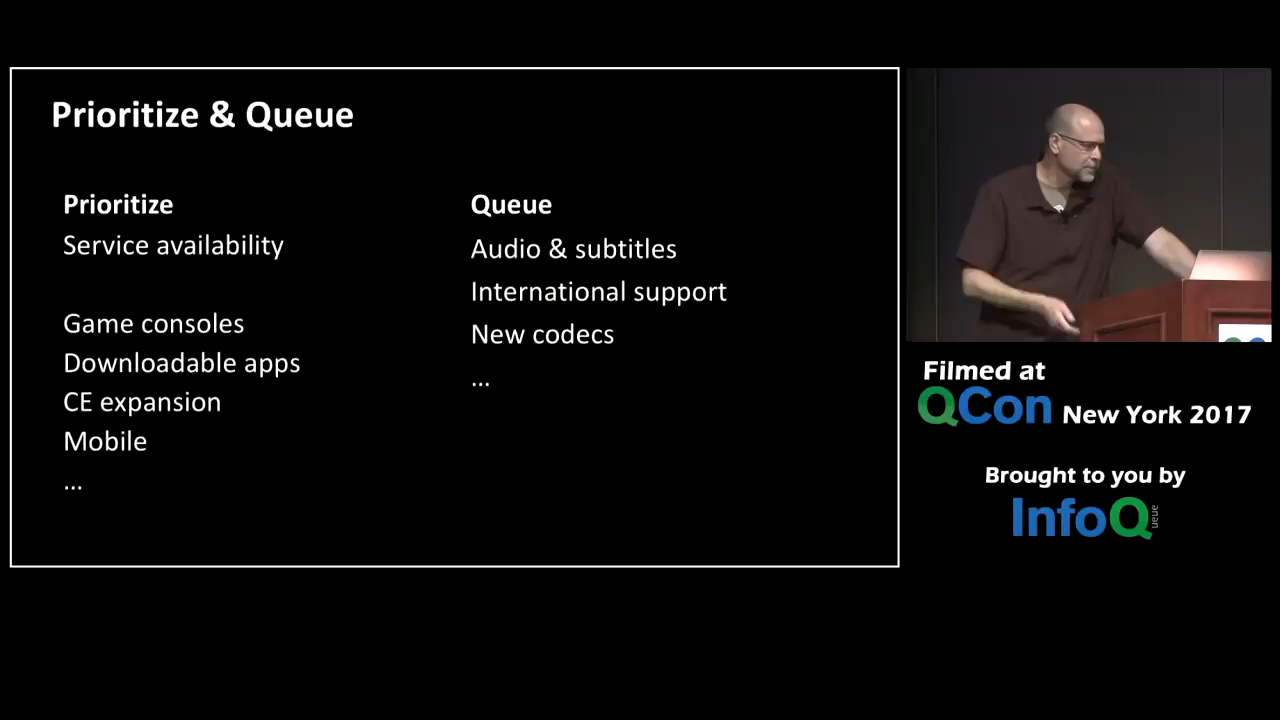 Prioritize & Queue
Prioritize
Service availability
Game consoles
Downloadable apps
CE expansion
Mobile
...
Queue
Audio & subtitles
International support
New codecs
...
Filmed at
QCon New York 2017
Brought to you by
InfoQ
ueue